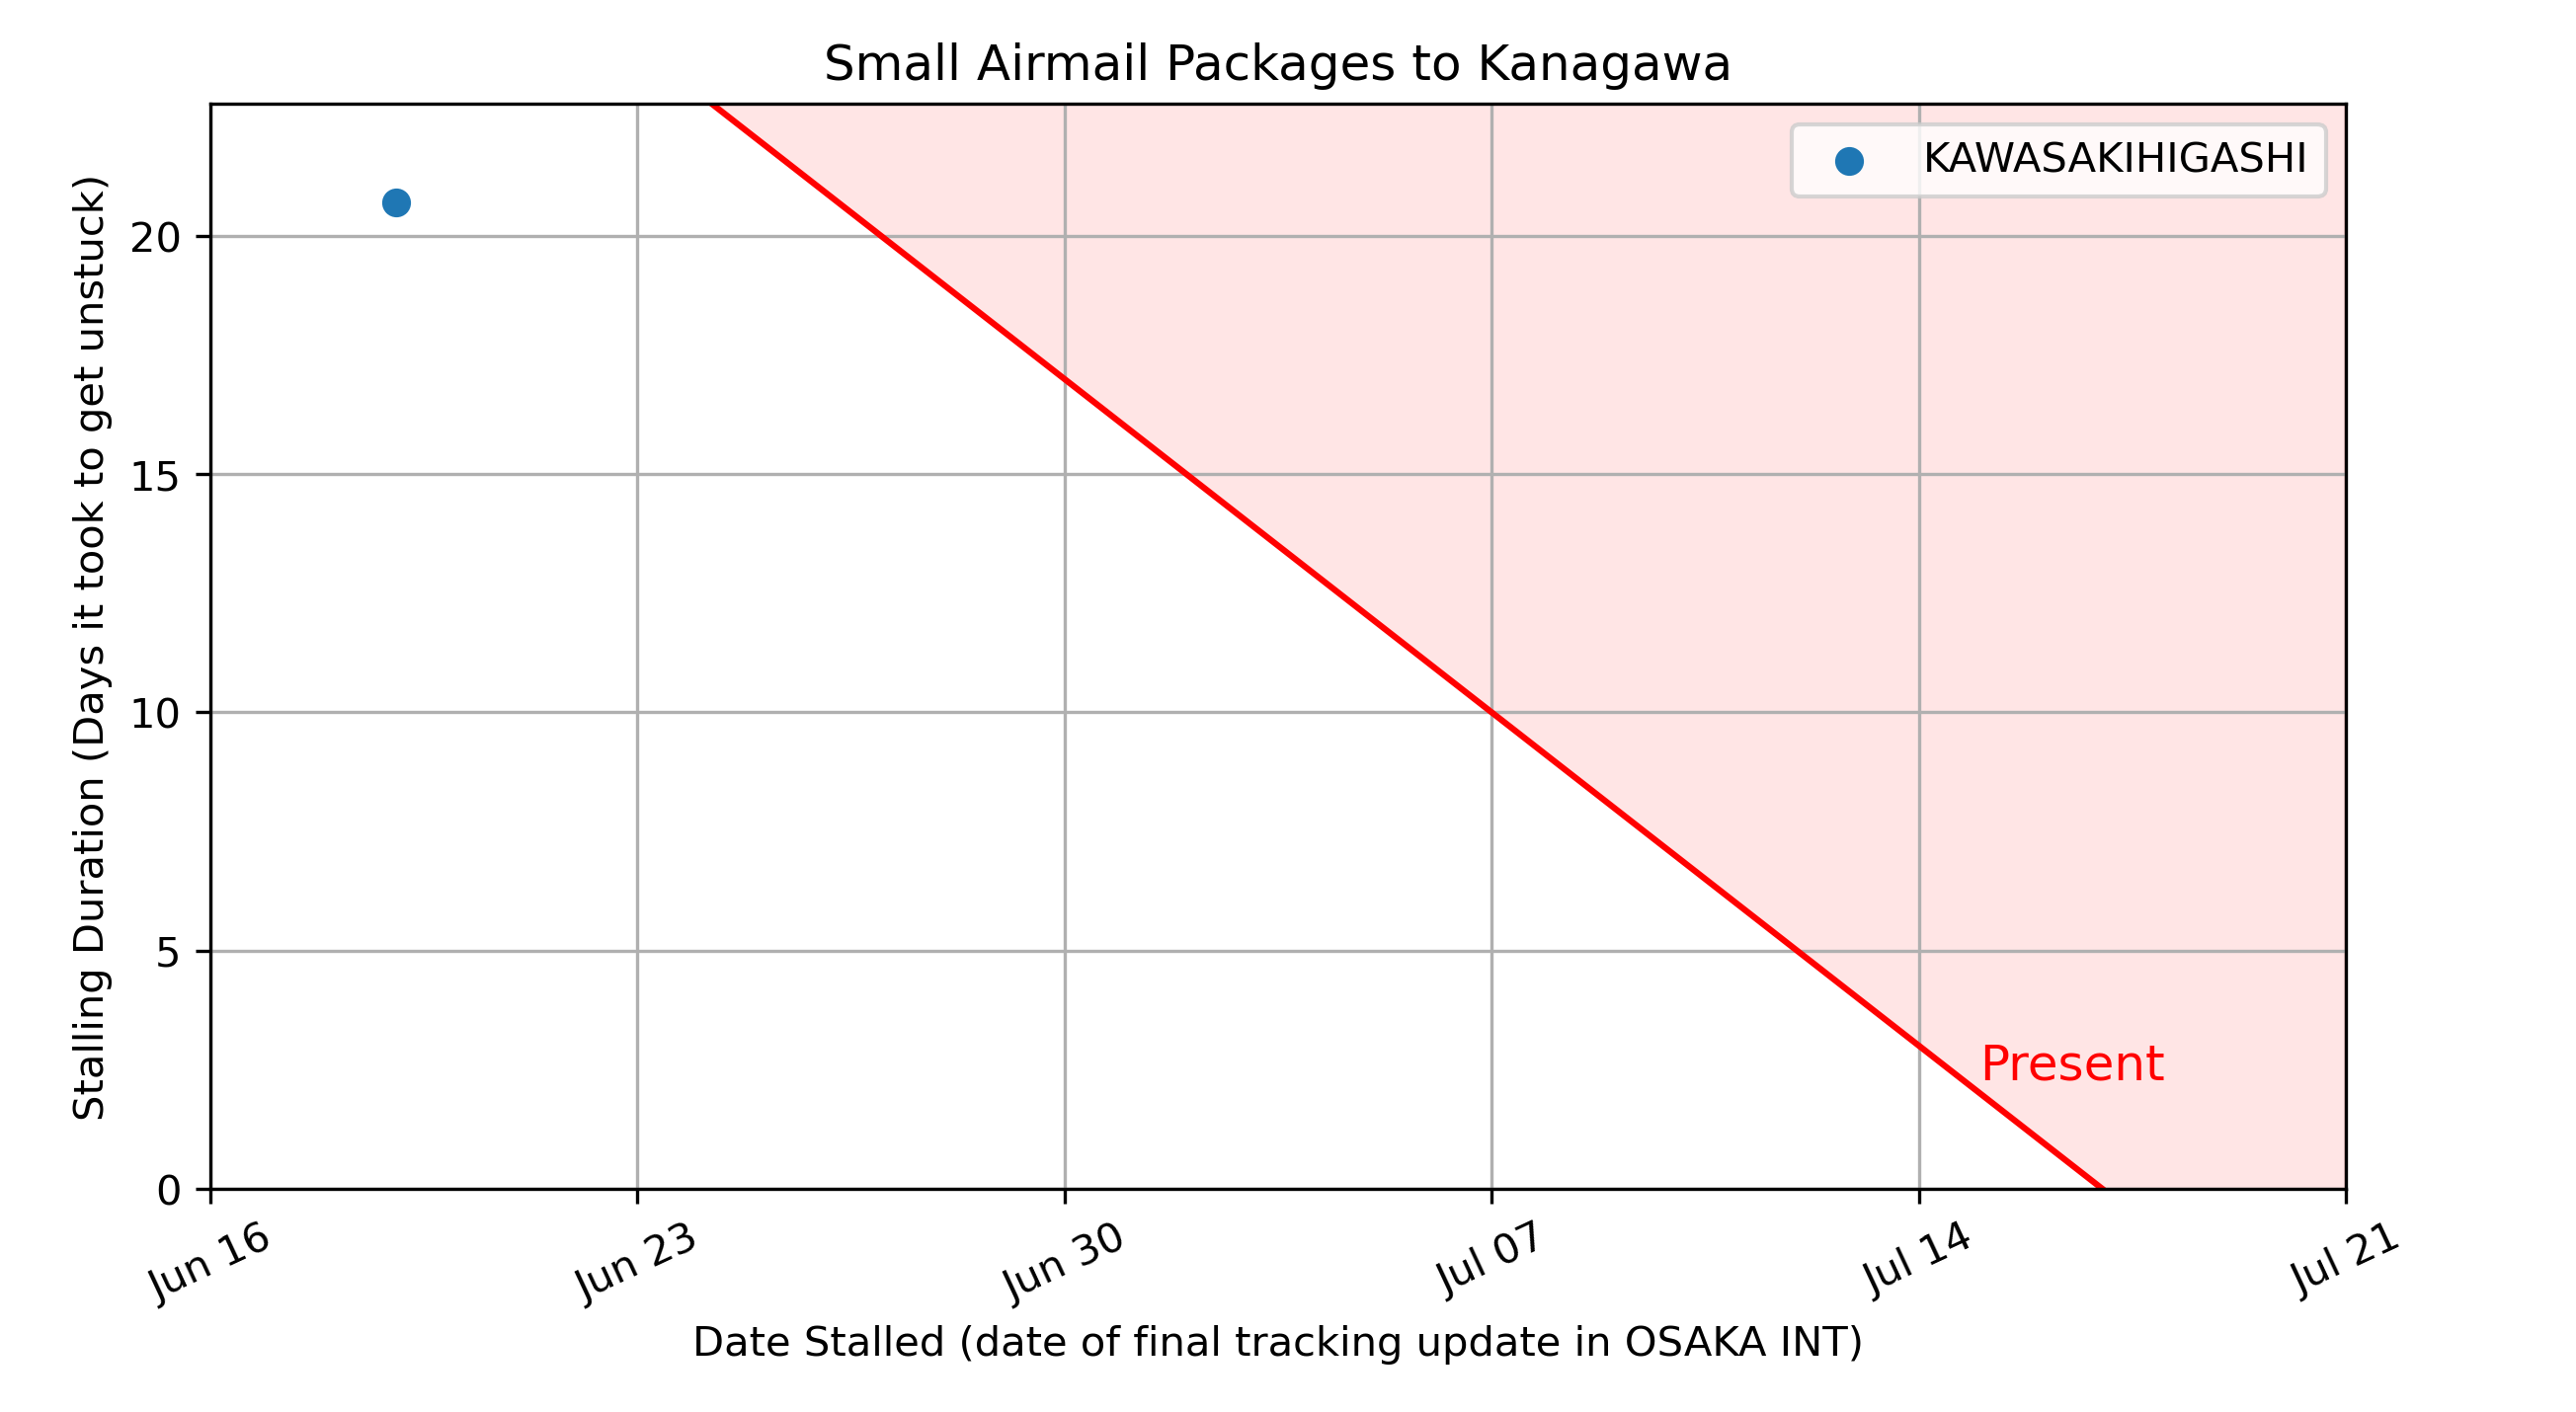 Small Airmail Packages to Kanagawa
KAWASAKIHIGASHI
Stalling Duration (Days it took to get unstuck)
20
15
10
5
0
Present
Jun 16
Jun 23
Jun 30
Jul 07
Jul 14
Jul 21
Date Stalled (date of final tracking update in OSAKA INT)